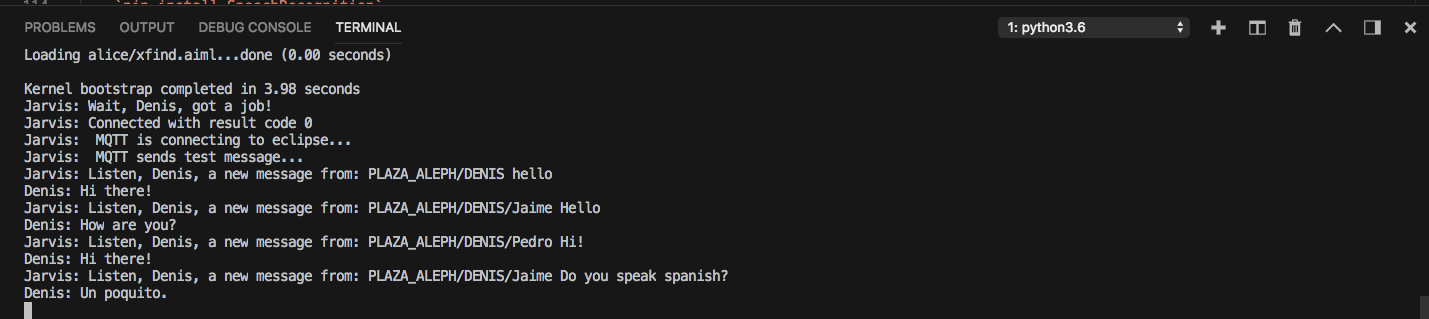 114 `pip install SpeechRecognition`
PROBLEMS OUTPUT DEBUG CONSOLE TERMINAL 1: python3.6
Loading alice/xfind.aiml...done (0.00 seconds)
Kernel bootstrap completed in 3.98 seconds
Jarvis: Wait, Denis, got a job!
Jarvis: Connected with result code 0
Jarvis:  MQTT is connecting to eclipse...
Jarvis:  MQTT sends test message...
Jarvis: Listen, Denis, a new message from: PLAZA_ALEPH/DENIS hello
Denis: Hi there!
Jarvis: Listen, Denis, a new message from: PLAZA_ALEPH/DENIS/Jaime Hello
Denis: How are you?
Jarvis: Listen, Denis, a new message from: PLAZA_ALEPH/DENIS/Pedro Hi!
Denis: Hi there!
Jarvis: Listen, Denis, a new message from: PLAZA_ALEPH/DENIS/Jaime Do you speak spanish?
Denis: Un poquito.